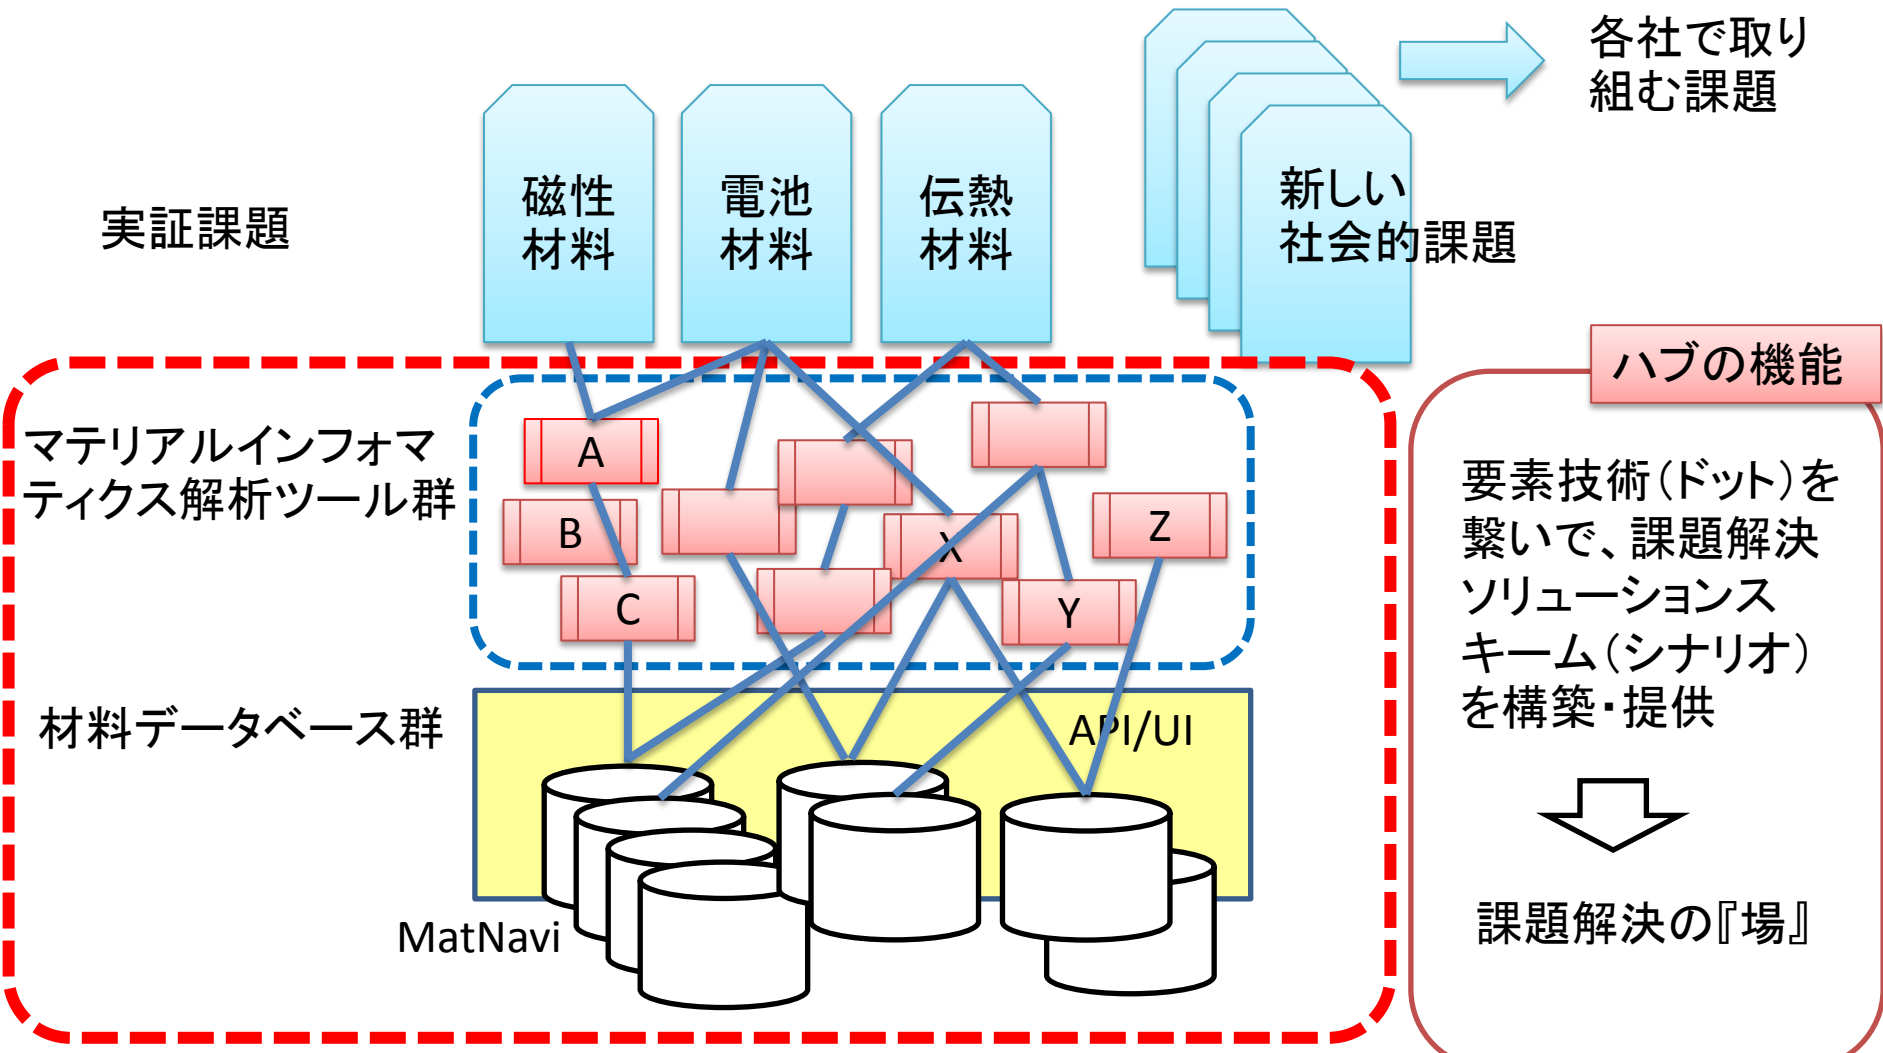 各社で取り
組む課題
磁性
材料
電池
材料
伝熱
材料
新しい
社会的課題
実証課題
ハブの機能
マテリアルインフォマ
ティクス解析ツール群
A
B
C
X
Y
Z
要素技術(ドット)を
繋いで、課題解決
ソリューションス
キーム(シナリオ)
を構築・提供
材料データベース群
API/UI
MatNavi
課題解決の『場』